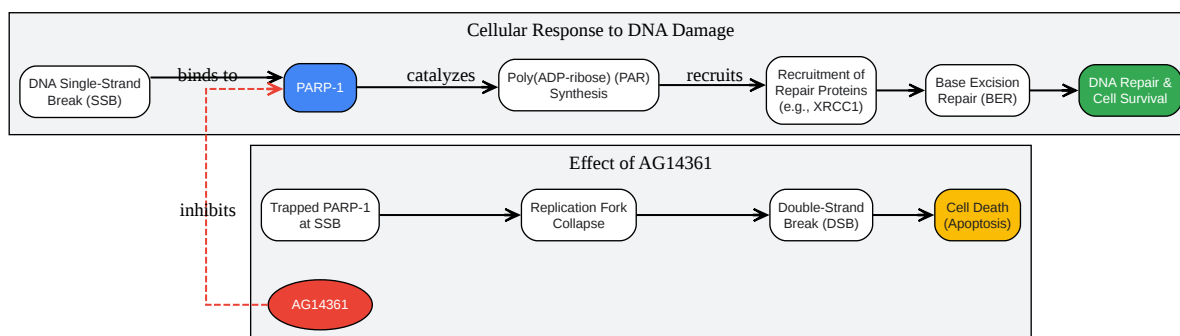 Cellular Response to DNA Damage
DNA Single-Strand
Break (SSB)
binds to
PARP-1
catalyzes
Poly(ADP-ribose) (PAR)
Synthesis
recruits
Recruitment of
Repair Proteins
(e.g., XRCC1)
Base Excision
Repair (BER)
DNA Repair &
Cell Survival
Effect of AG14361
inhibits
Trapped PARP-1
at SSB
Replication Fork
Collapse
Double-Strand
Break (DSB)
Cell Death
(Apoptosis)
AG14361